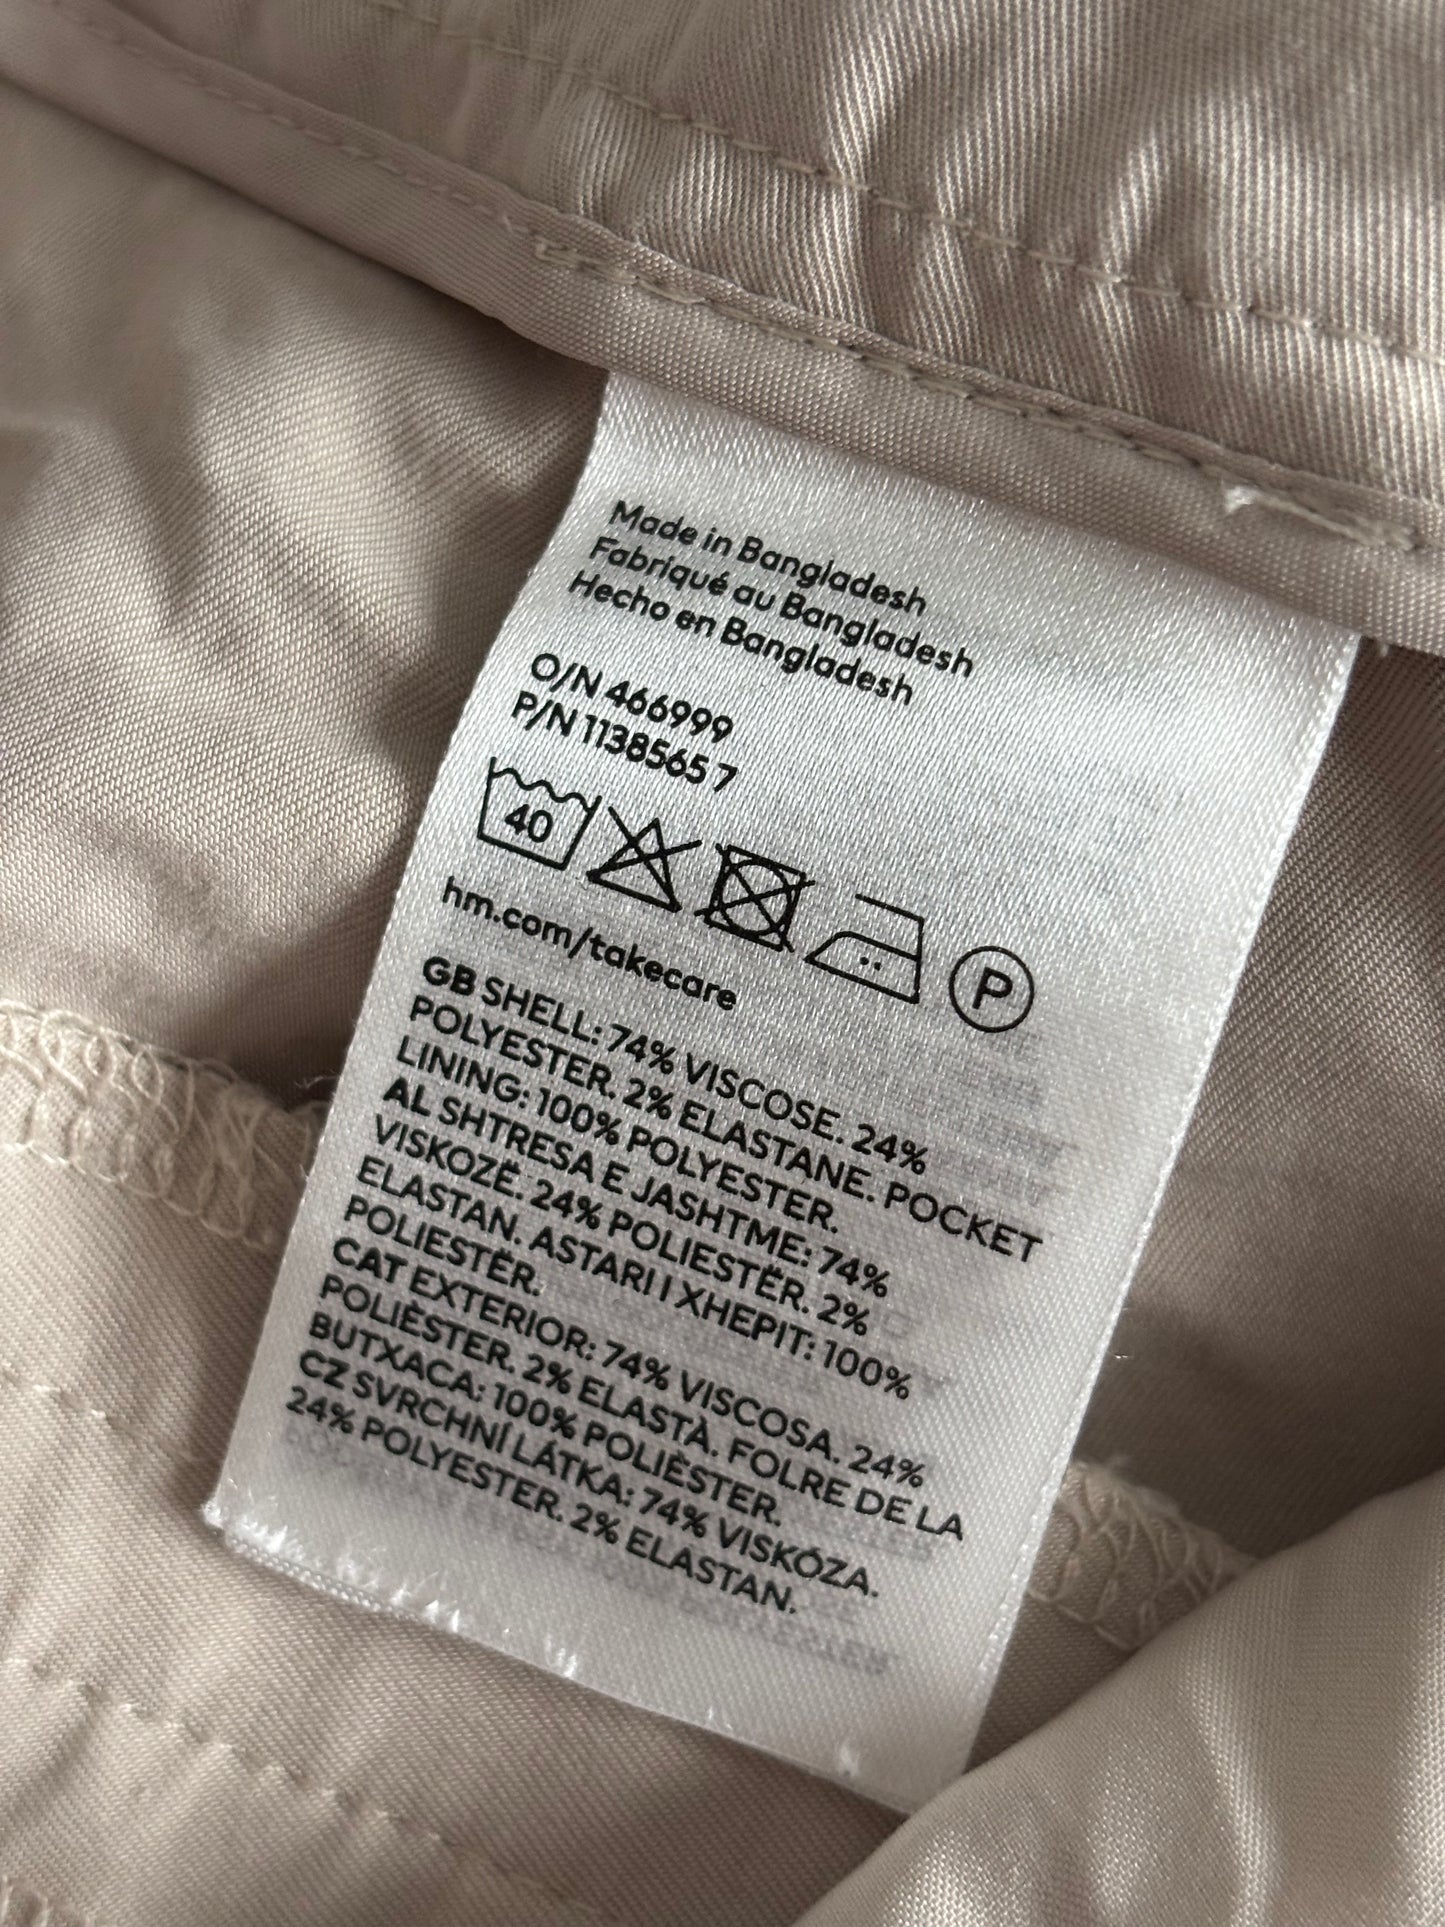 Made in Bangladesh
Fabriqué au Bangladesh
Hecho en Bangladesh
O/N 466999
P/N 1138565 7
40
P
hm.com/takecare
GB SHELL: 74% VISCOSE. 24%
POLYESTER. 2% ELASTANE. POCKET
LINING: 100% POLYESTER.
AL SHTRESA E JASHTME: 74%
VISKOZË. 24% POLIESTËR. 2%
ELASTAN. ASTARI I XHEPIT: 100%
POLIESTËR.
CAT EXTERIOR: 74% VISCOSA. 24%
POLIÈSTER. 2% ELASTÀ. FOLRE DE LA
BUTXACA: 100% POLIÈSTER.
CZ SVRCHNÍ LÁTKA: 74% VISKÓZA.
24% POLYESTER. 2% ELASTAN.